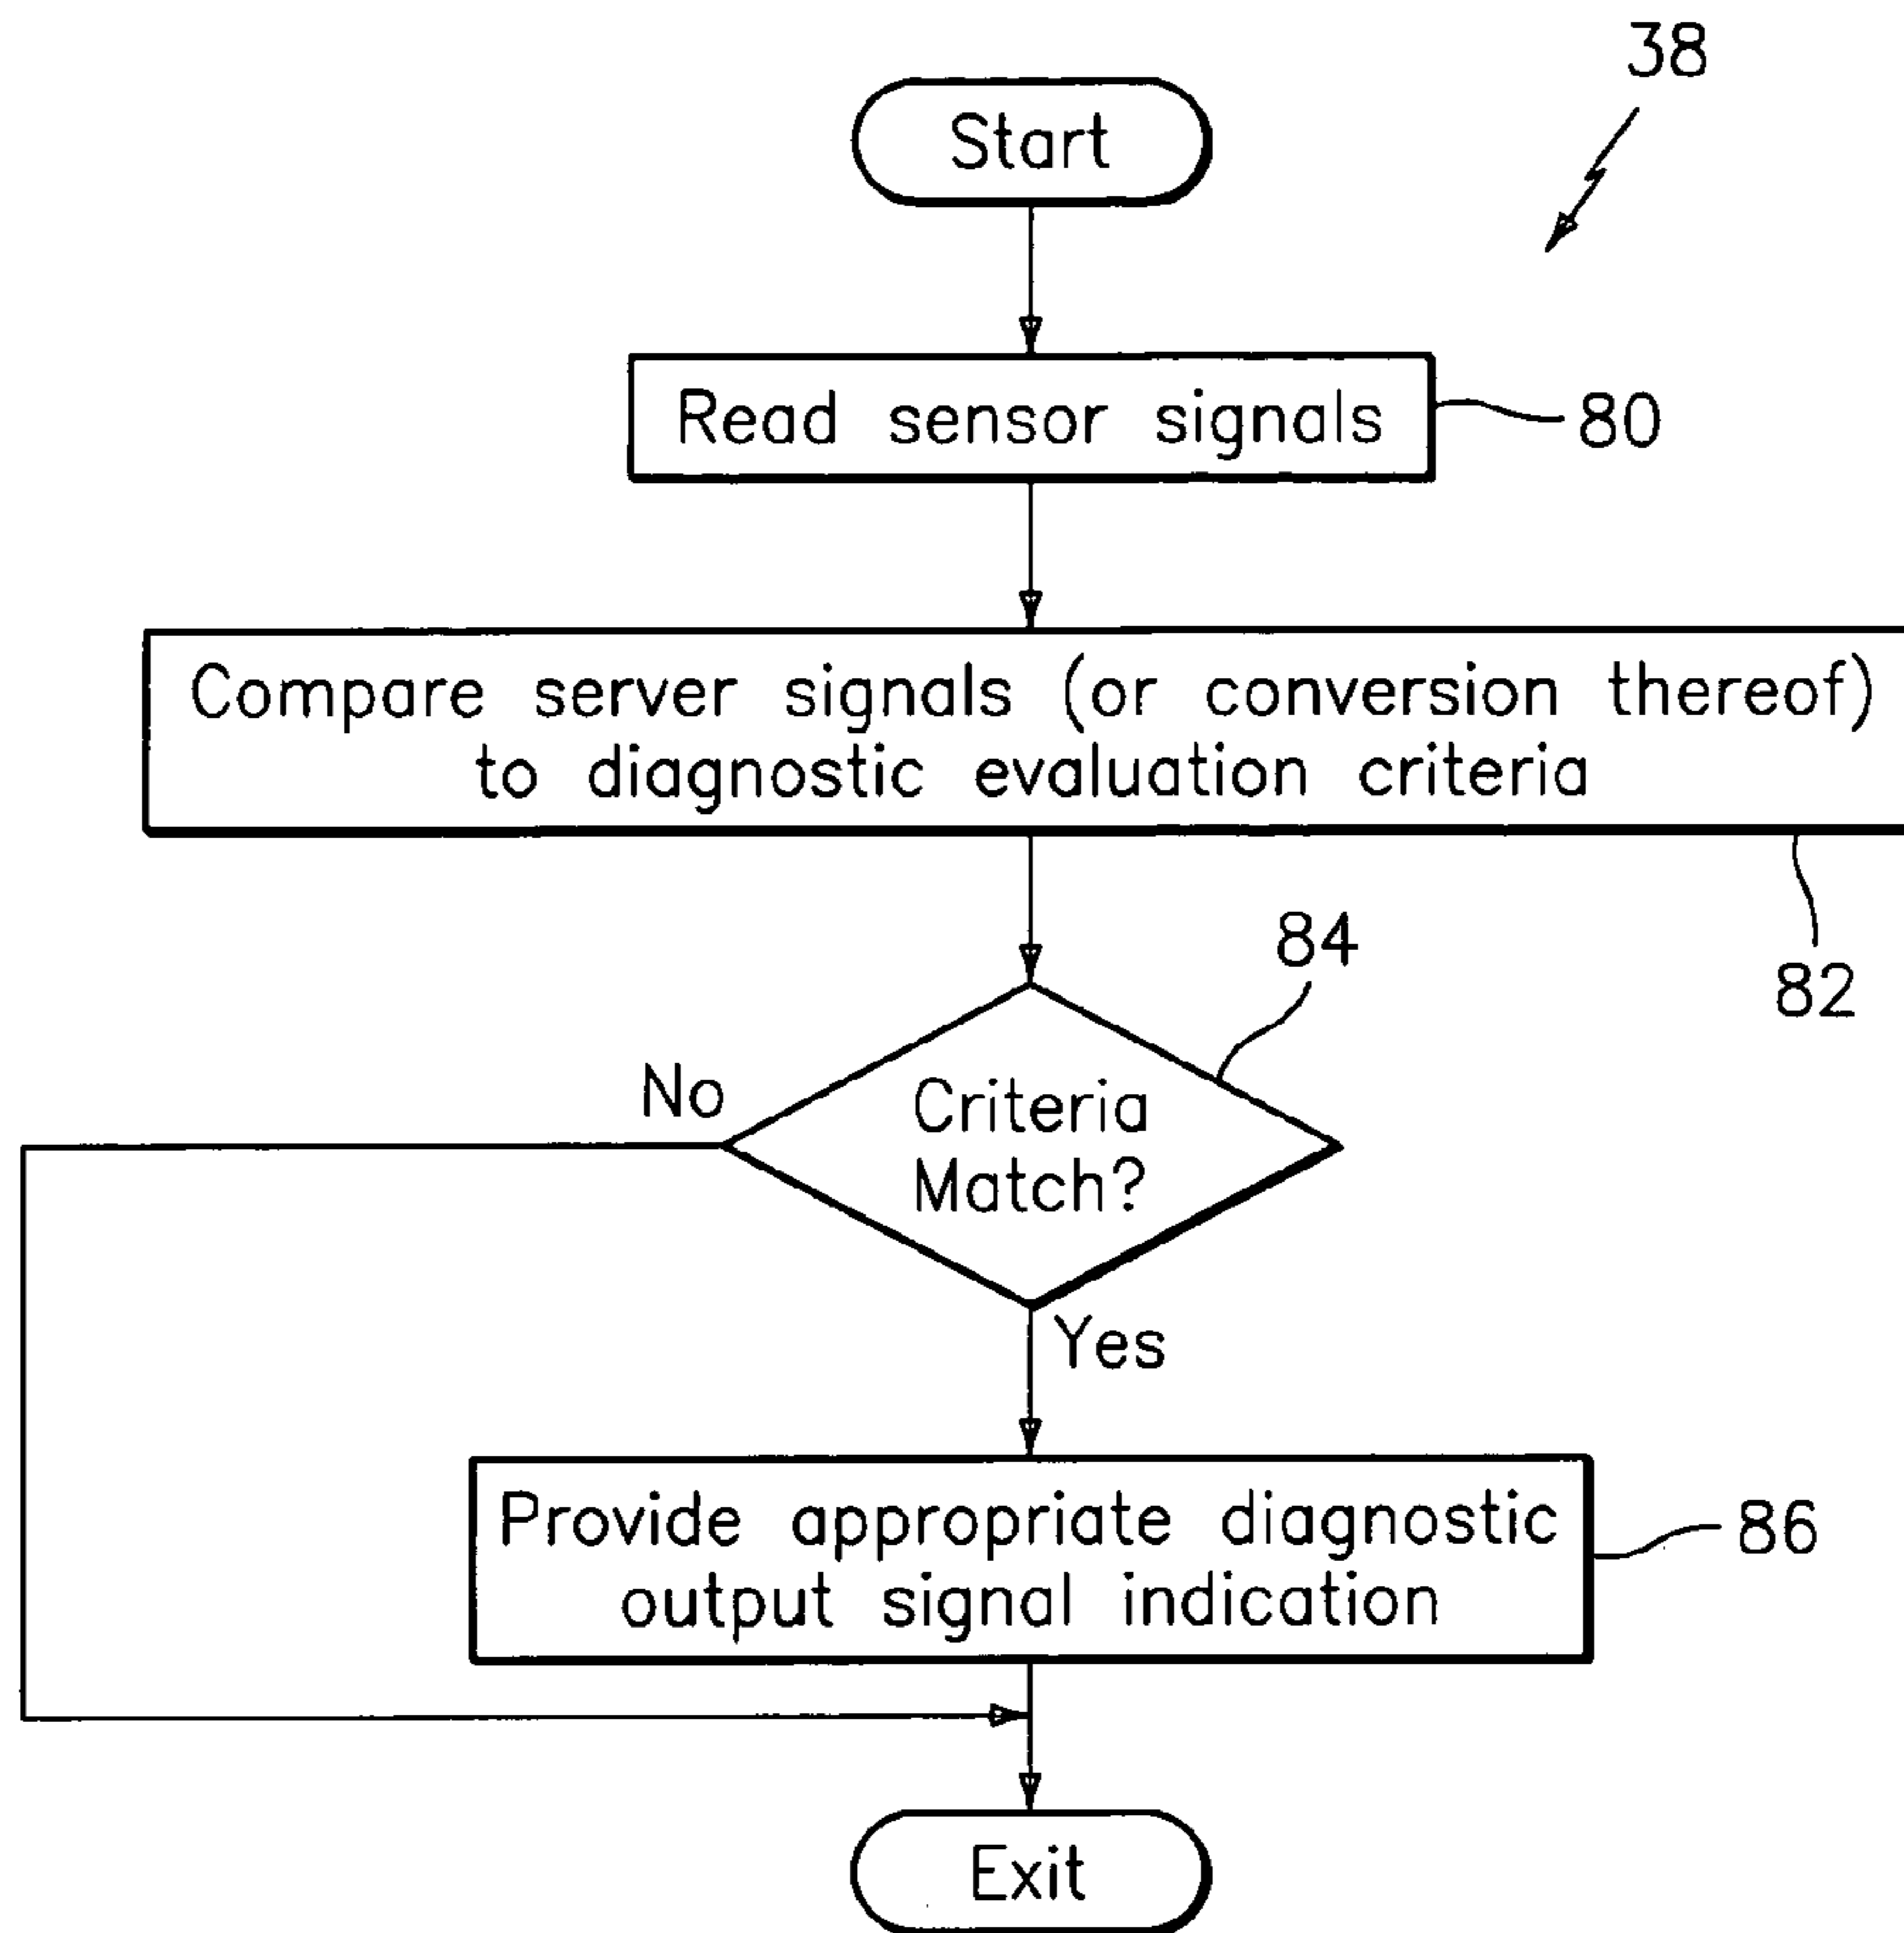 38
Start
Read sensor signals
80
Compare server signals (or conversion thereof)
to diagnostic evaluation criteria
82
84
No
Criteria
Match?
Yes
Provide appropriate diagnostic
output signal indication
86
Exit